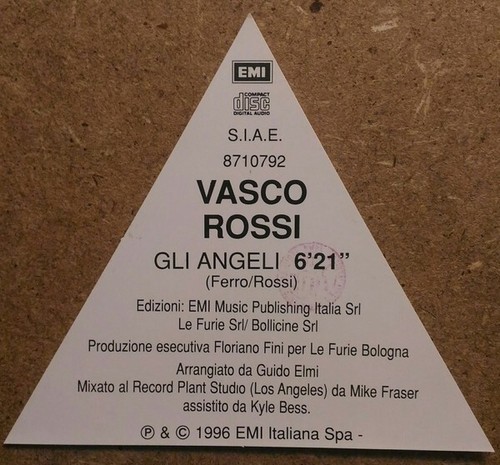 EMI
COMPACT
disc
DIGITAL AUDIO
S.I.A.E.
8710792
VASCO
ROSSI
GLI ANGELI 6'21"
(Ferro/Rossi)
Edizioni: EMI Music Publishing Italia Srl
Le Furie Srl/ Bollicine Srl
Produzione esecutiva Floriano Fini per Le Furie Bologna
Arrangiato da Guido Elmi
Mixato al Record Plant Studio (Los Angeles) da Mike Fraser
assistito da Kyle Bess.
℗ & © 1996 EMI Italiana Spa -